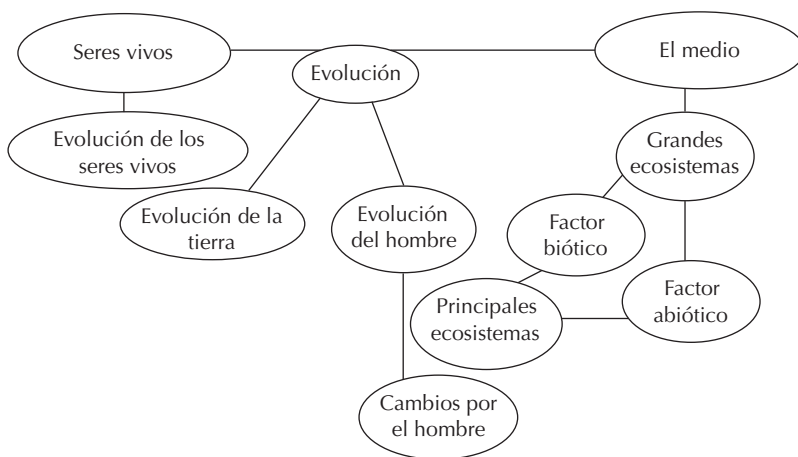 Seres vivos
El medio
Evolución
Evolución de los
seres vivos
Grandes
ecosistemas
Evolución de la
tierra
Evolución
del hombre
Factor
biótico
Principales
ecosistemas
Factor
abiótico
Cambios por
el hombre